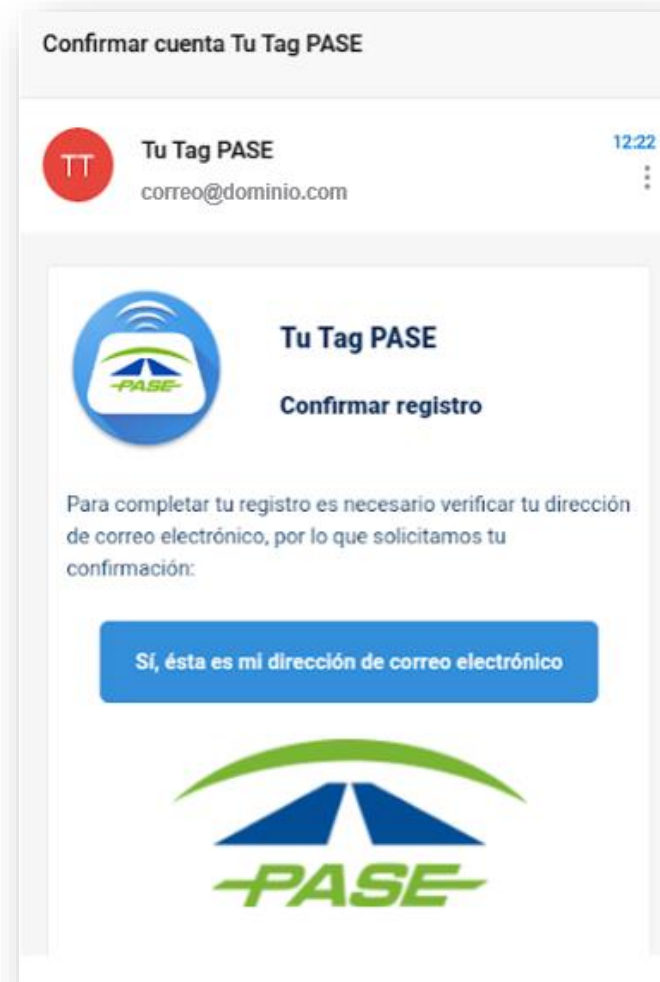 Confirmar cuenta Tu Tag PASE
TT
Tu Tag PASE
12:22
correo@dominio.com
PASE
Tu Tag PASE
Confirmar registro
Para completar tu registro es necesario verificar tu dirección
de correo electrónico, por lo que solicitamos tu
confirmación:
Sí, ésta es mi dirección de correo electrónico
PASE